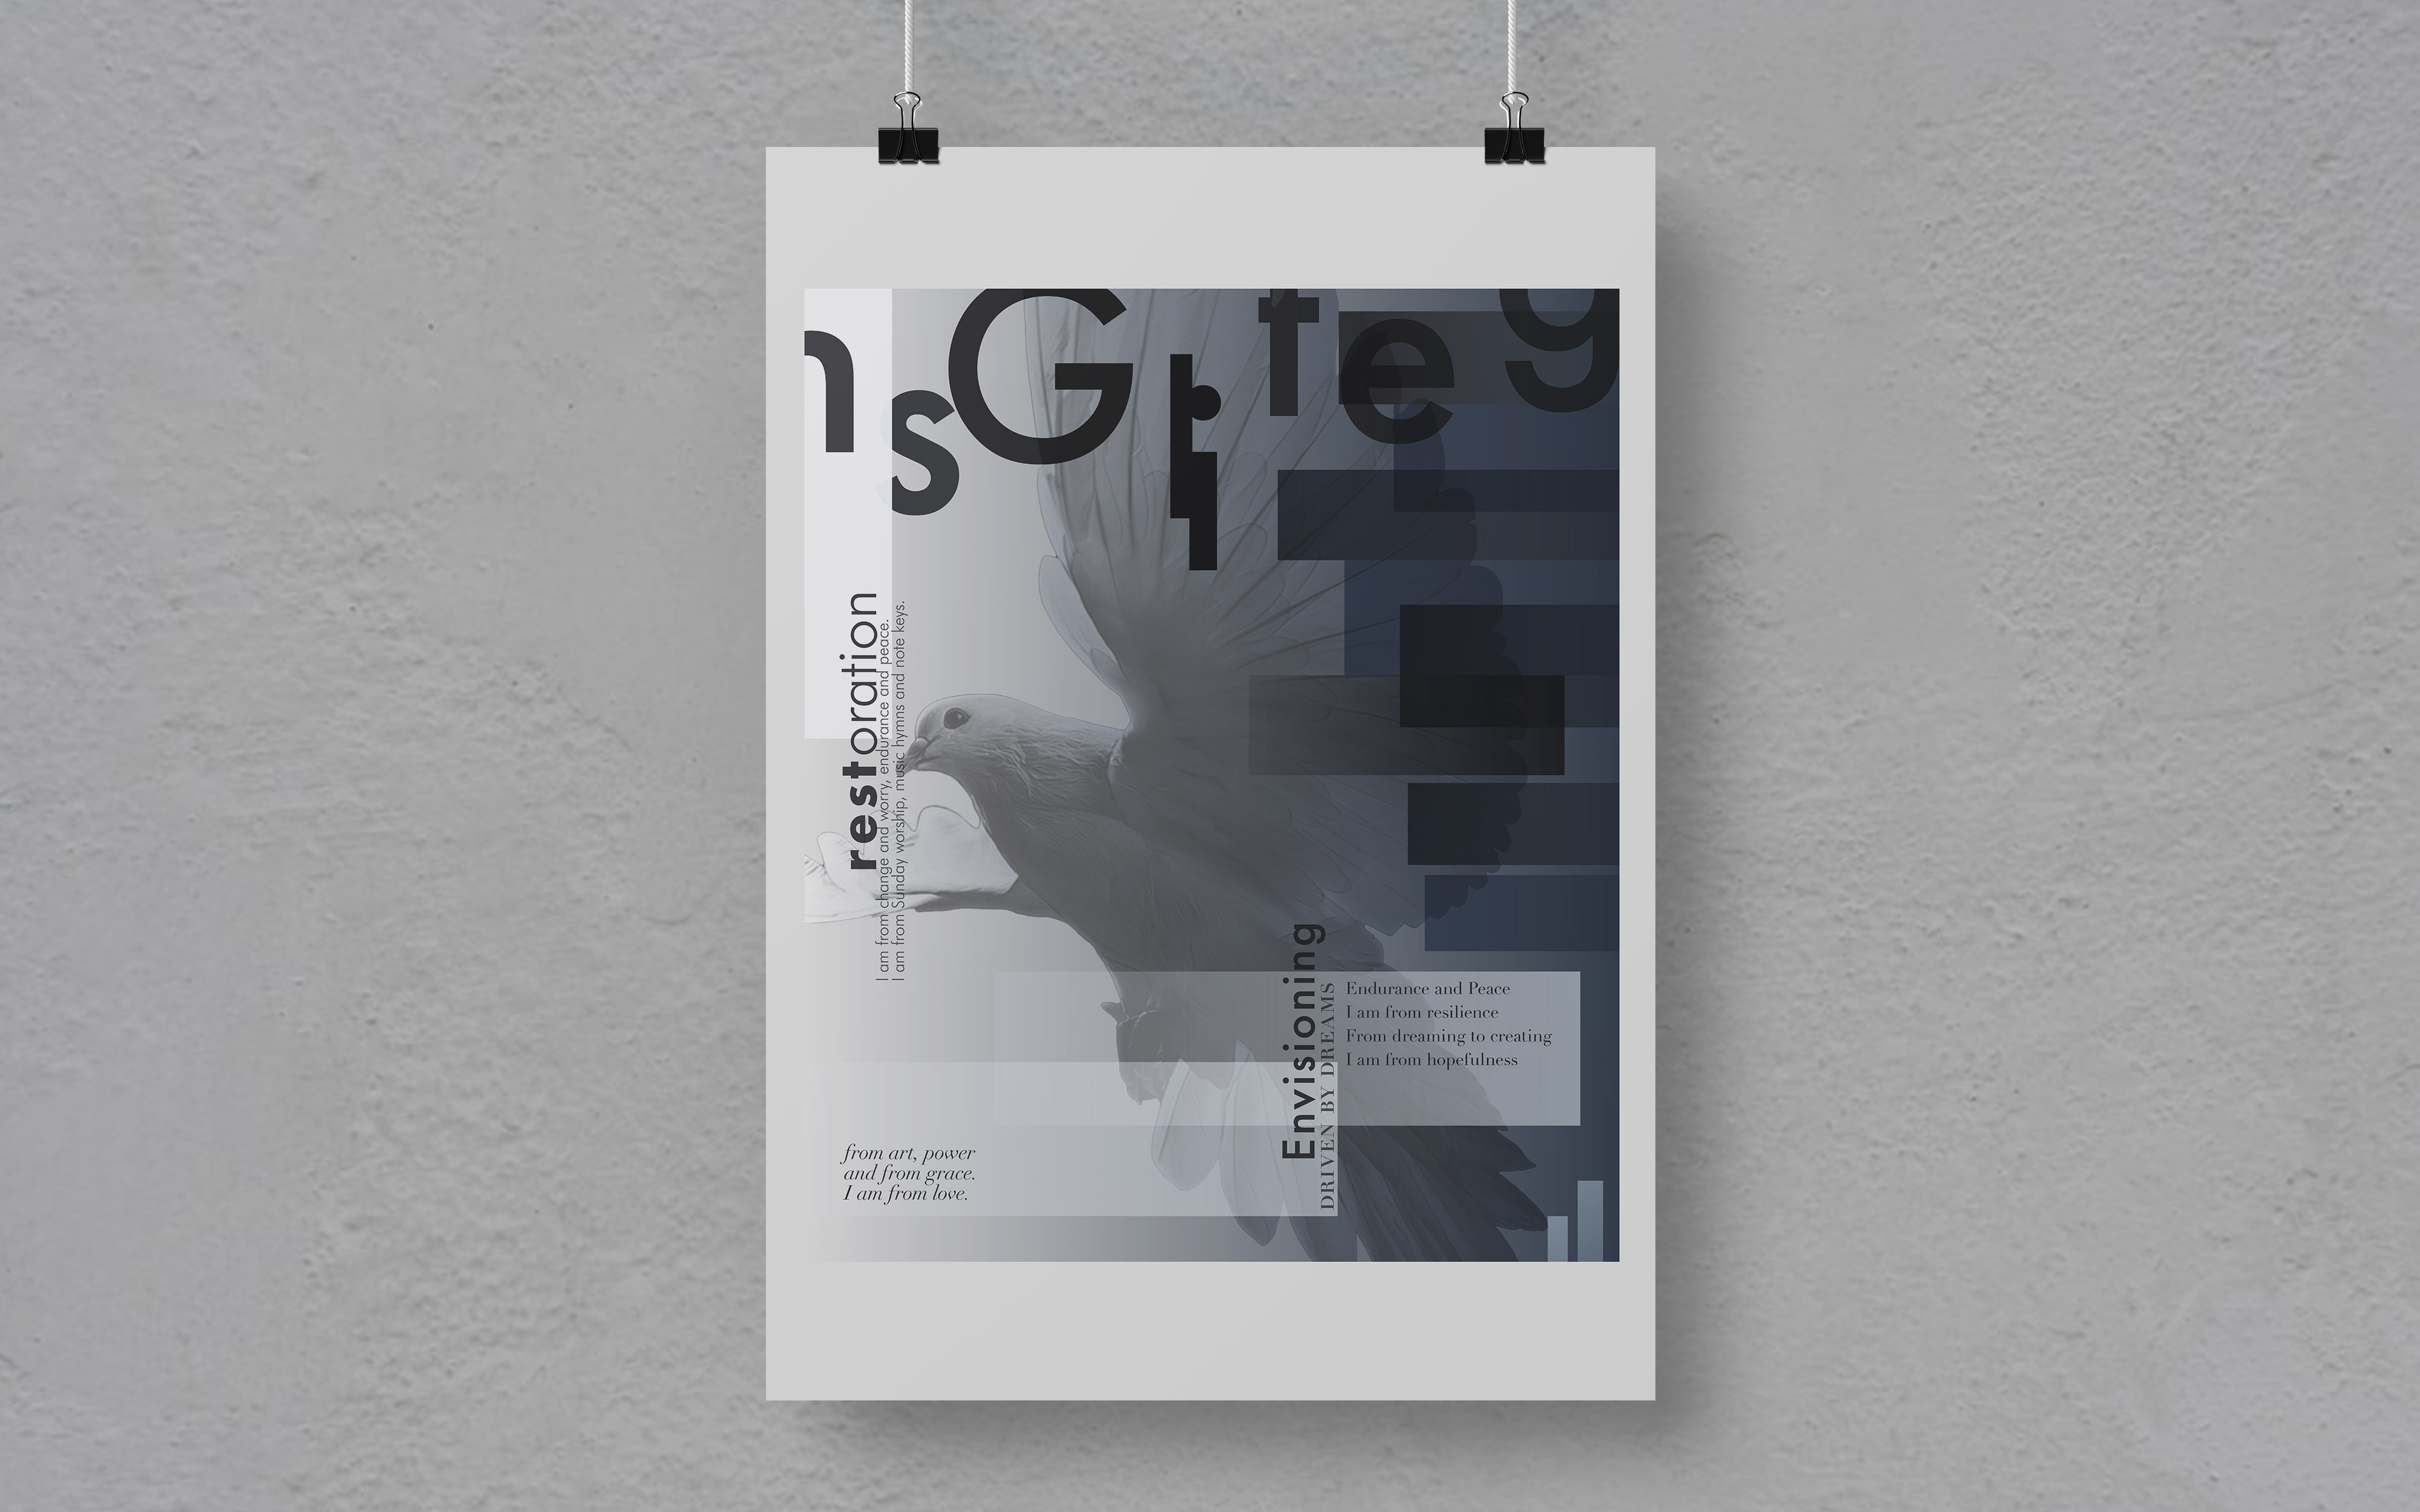 n s G r i t e g
restoration
I am from change and worry, endurance and peace.
I am from Sunday worship, music hymns and note keys.
Envisioning
DRIVEN BY DREAMS
Endurance and Peace
I am from resilience
From dreaming to creating
I am from hopefulness
from art, power
and from grace.
I am from love.